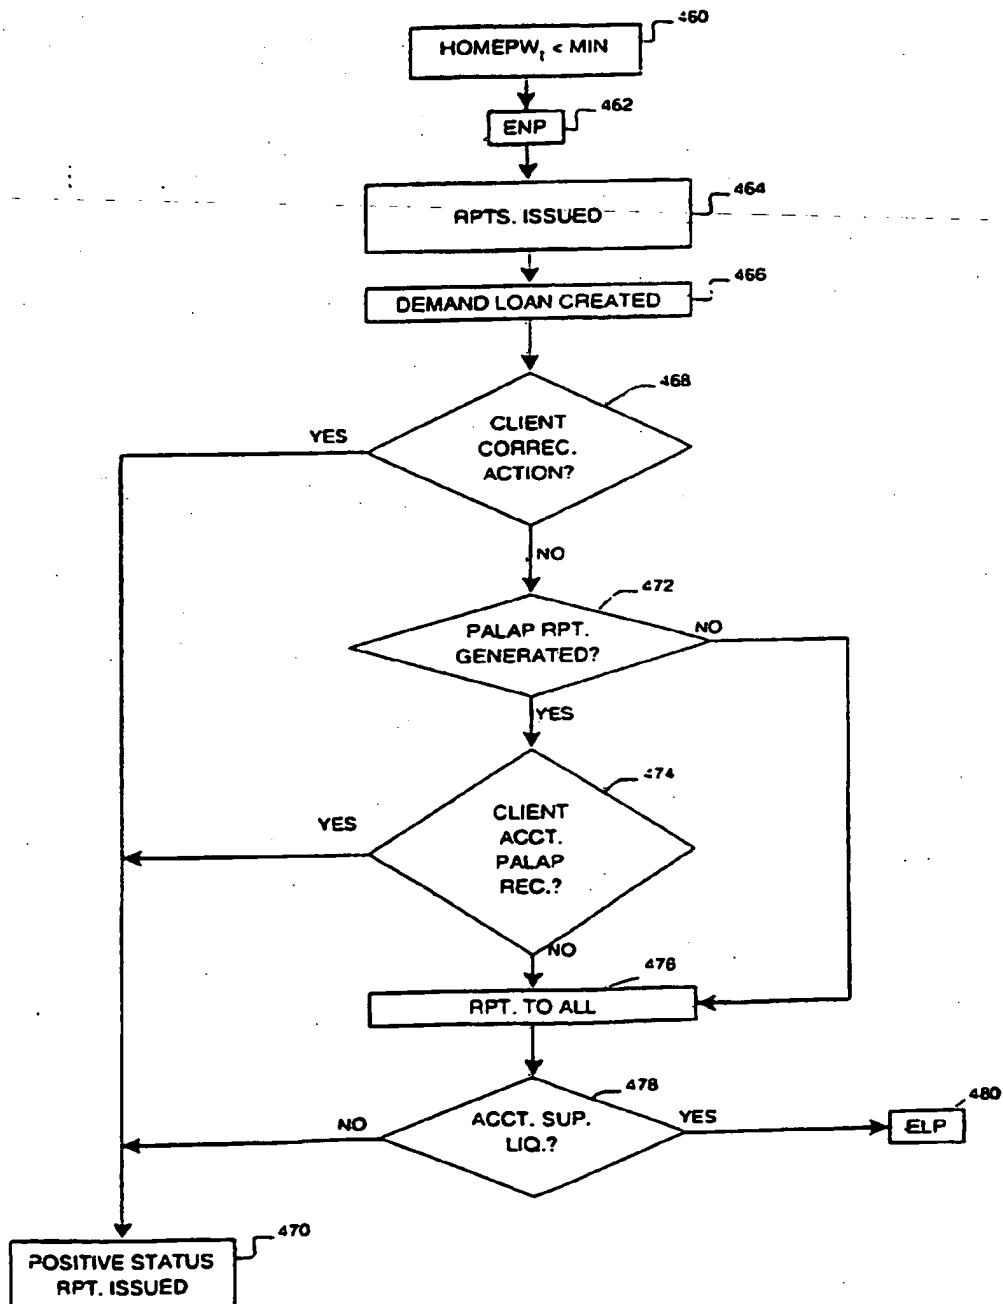 460
HOMEPWt < MIN
462
ENP
464
RPTS. ISSUED
466
DEMAND LOAN CREATED
468
CLIENT
CORREC.
ACTION?
YES
NO
472
PALAP RPT.
GENERATED?
NO
YES
474
CLIENT
ACCT.
PALAP
REC.?
YES
NO
476
RPT. TO ALL
478
ACCT. SUP.
LIQ.?
NO
YES
480
ELP
470
POSITIVE STATUS
RPT. ISSUED